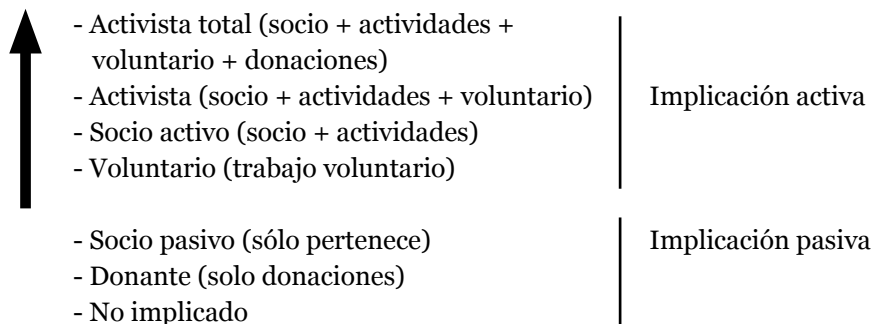 - Activista total (socio + actividades +
voluntario + donaciones)
- Activista (socio + actividades + voluntario)
Implicación activa
- Socio activo (socio + actividades)
- Voluntario (trabajo voluntario)
- Socio pasivo (sólo pertenece)
Implicación pasiva
- Donante (solo donaciones)
- No implicado